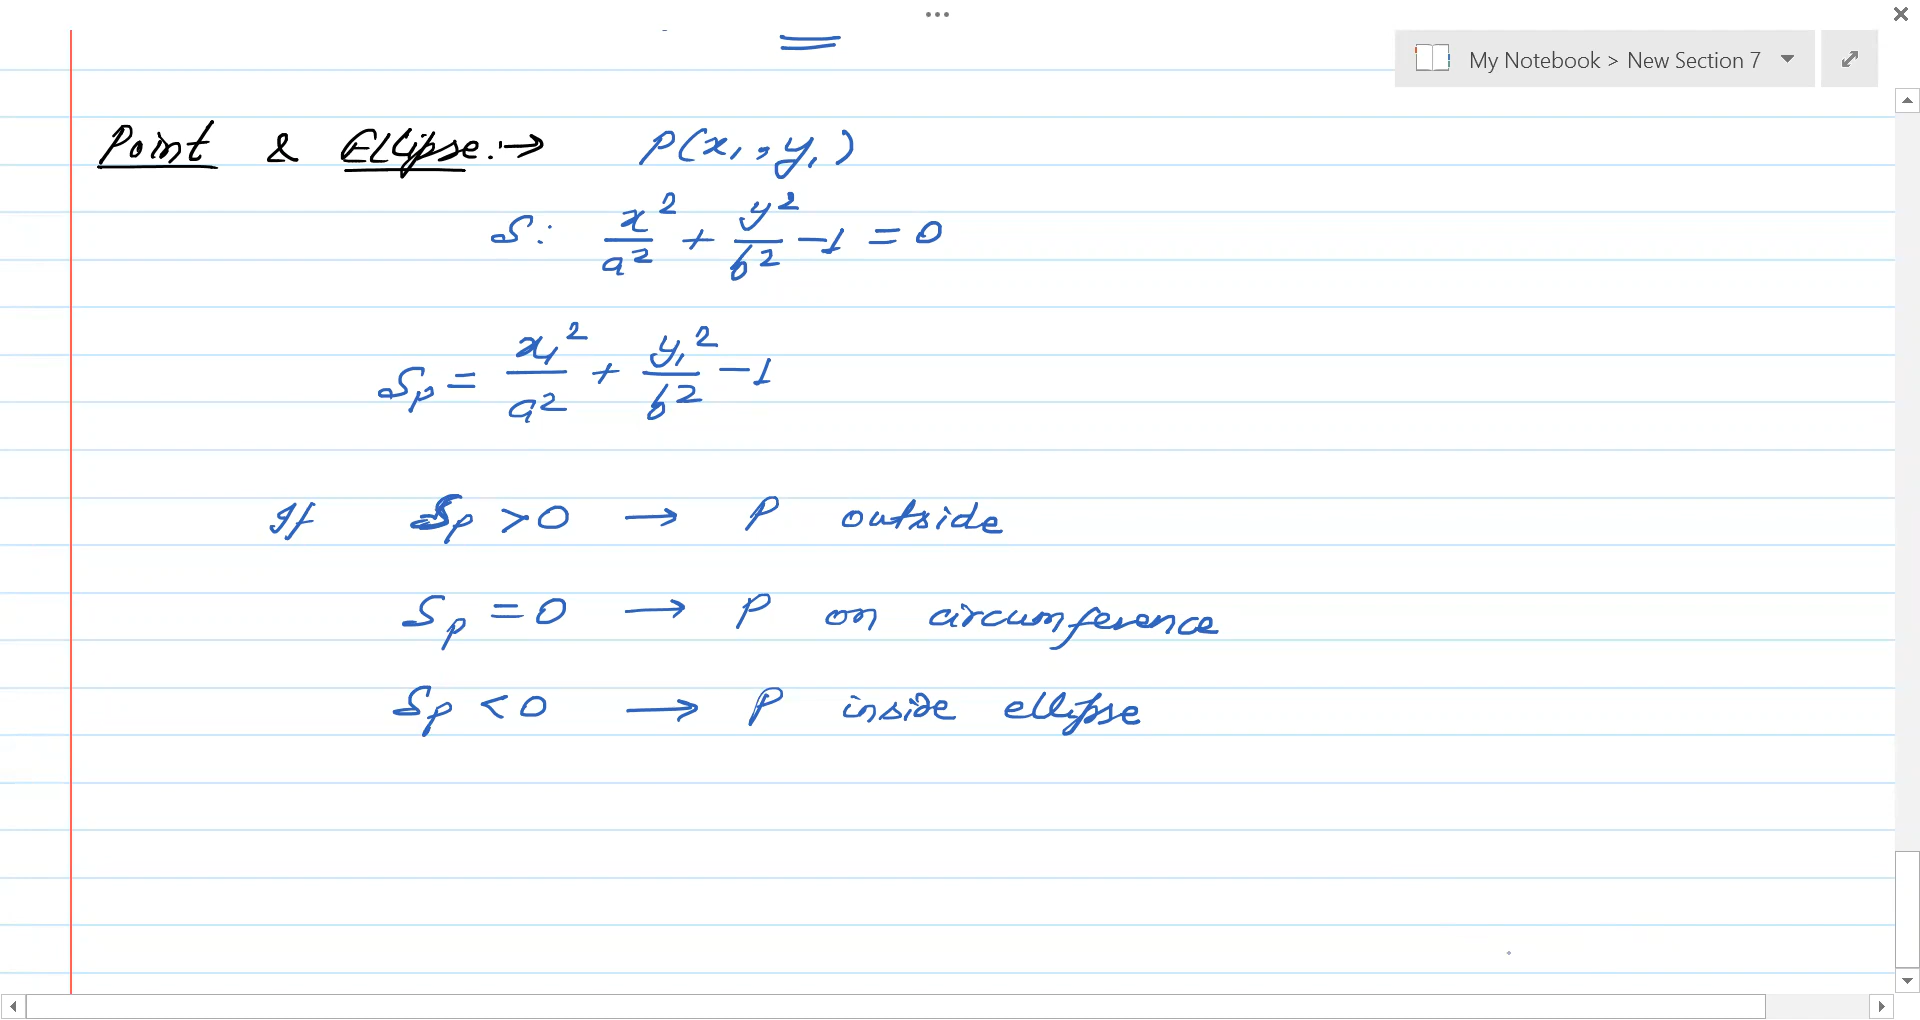 My Notebook > New Section 7
Point & Ellipse :→ P(x₁, y₁)
S: x²/a² + y²/b² - 1 = 0
Sₚ = x₁²/a² + y₁²/b² - 1
If Sₚ > 0 → P outside
Sₚ = 0 → P on circumference
Sₚ < 0 → P inside ellipse